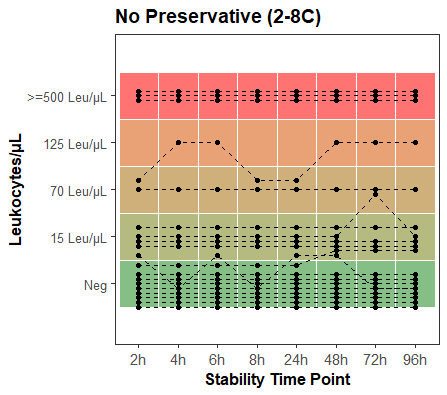 No Preservative (2-8C)
Leukocytes/µL
>=500 Leu/µL
125 Leu/µL
70 Leu/µL
15 Leu/µL
Neg
2h 4h 6h 8h 24h 48h 72h 96h
Stability Time Point